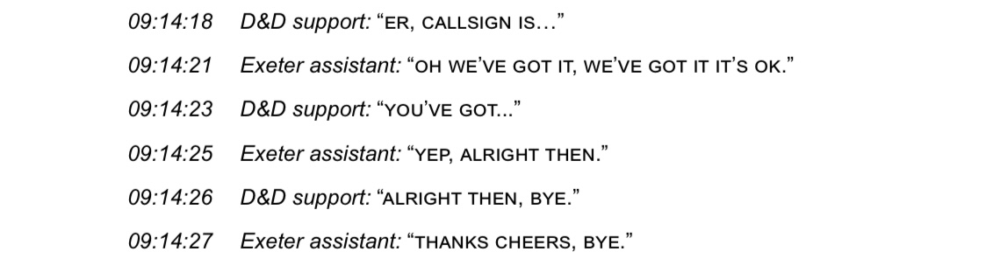 09:14:18 D&D support: “ER, CALLSIGN IS…”
09:14:21 Exeter assistant: “OH WE’VE GOT IT, WE’VE GOT IT IT’S OK.”
09:14:23 D&D support: “YOU’VE GOT...”
09:14:25 Exeter assistant: “YEP, ALRIGHT THEN.”
09:14:26 D&D support: “ALRIGHT THEN, BYE.”
09:14:27 Exeter assistant: “THANKS CHEERS, BYE.”